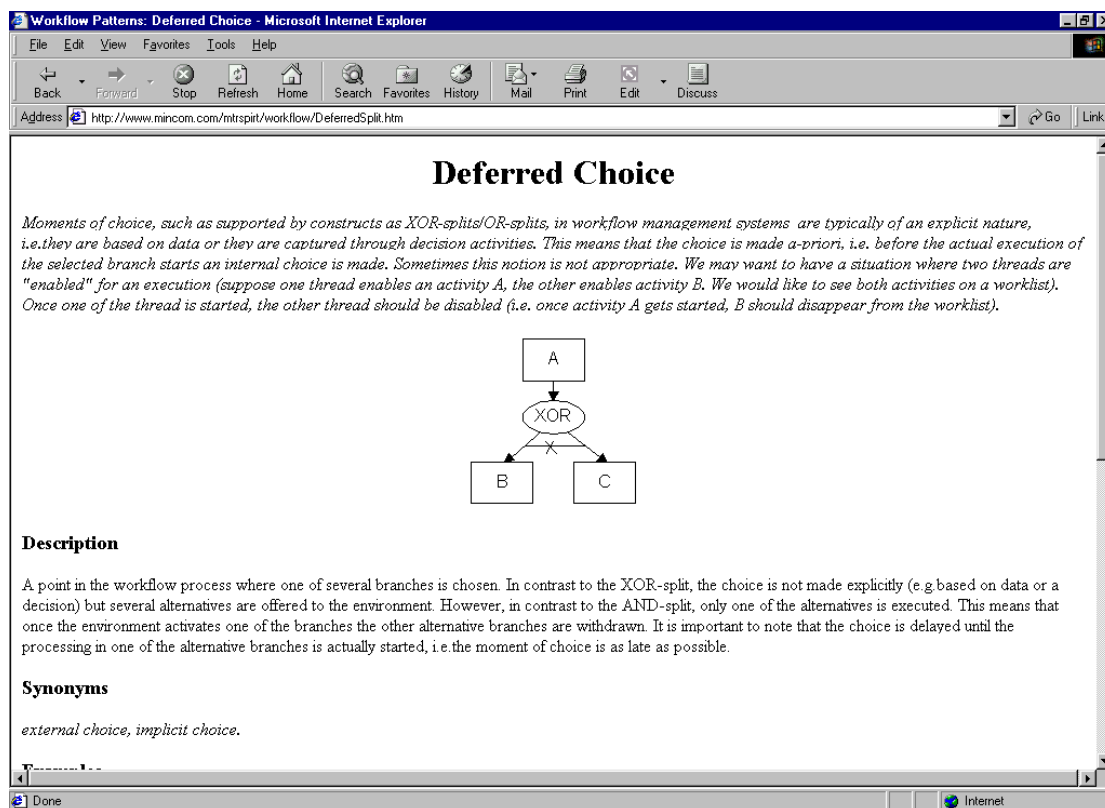 Workflow Patterns: Deferred Choice - Microsoft Internet Explorer
File Edit View Favorites Tools Help
Back Forward Stop Refresh Home Search Favorites History Mail Print Edit Discuss
Address http://www.mincom.com/mtrspirt/workflow/DeferredSplit.htm Go Link
Deferred Choice
Moments of choice, such as supported by constructs as XOR-splits/OR-splits, in workflow management systems are typically of an explicit nature,
i.e.they are based on data or they are captured through decision activities. This means that the choice is made a-priori, i.e. before the actual execution of
the selected branch starts an internal choice is made. Sometimes this notion is not appropriate. We may want to have a situation where two threads are
"enabled" for an execution (suppose one thread enables an activity A, the other enables activity B. We would like to see both activities on a worklist).
Once one of the thread is started, the other thread should be disabled (i.e. once activity A gets started, B should disappear from the worklist).
A
XOR
X
B C
Description
A point in the workflow process where one of several branches is chosen. In contrast to the XOR-split, the choice is not made explicitly (e.g.based on data or a
decision) but several alternatives are offered to the environment. However, in contrast to the AND-split, only one of the alternatives is executed. This means that
once the environment activates one of the branches the other alternative branches are withdrawn. It is important to note that the choice is delayed until the
processing in one of the alternative branches is actually started, i.e.the moment of choice is as late as possible.
Synonyms
external choice, implicit choice.
Done Internet